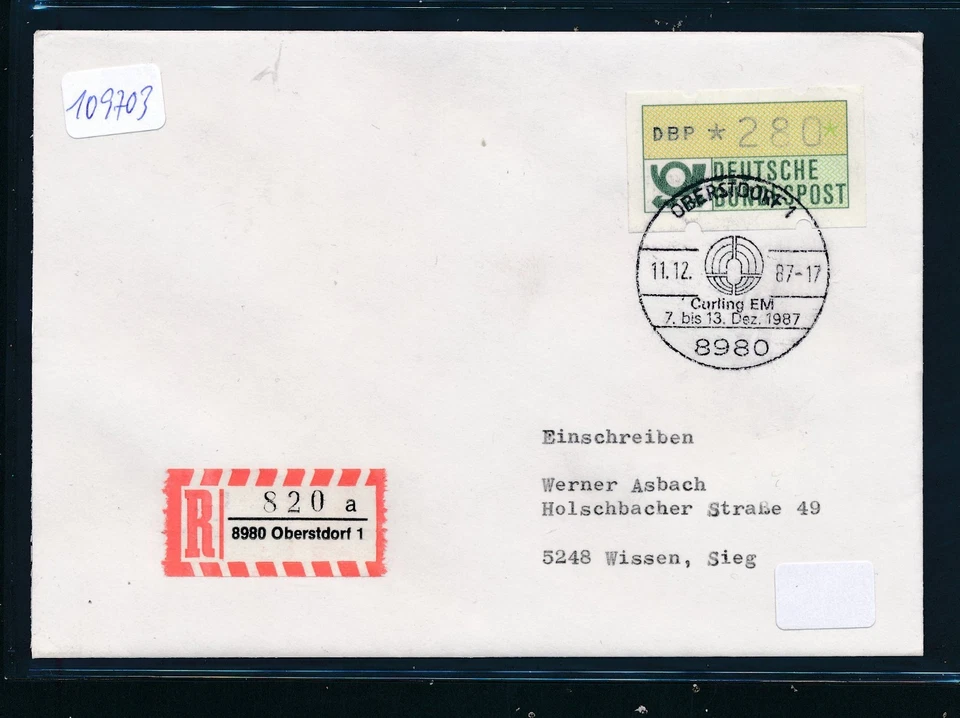 109703
DBP * 280 *
DEUTSCHE
BUNDESPOST
OBERSTDORF 1
11.12. 87-17
Curling EM
7. bis 13. Dez. 1987
8980
Einschreiben
Werner Asbach
Holschbacher Straße 49
5248 Wissen, Sieg
R 820 a
8980 Oberstdorf 1